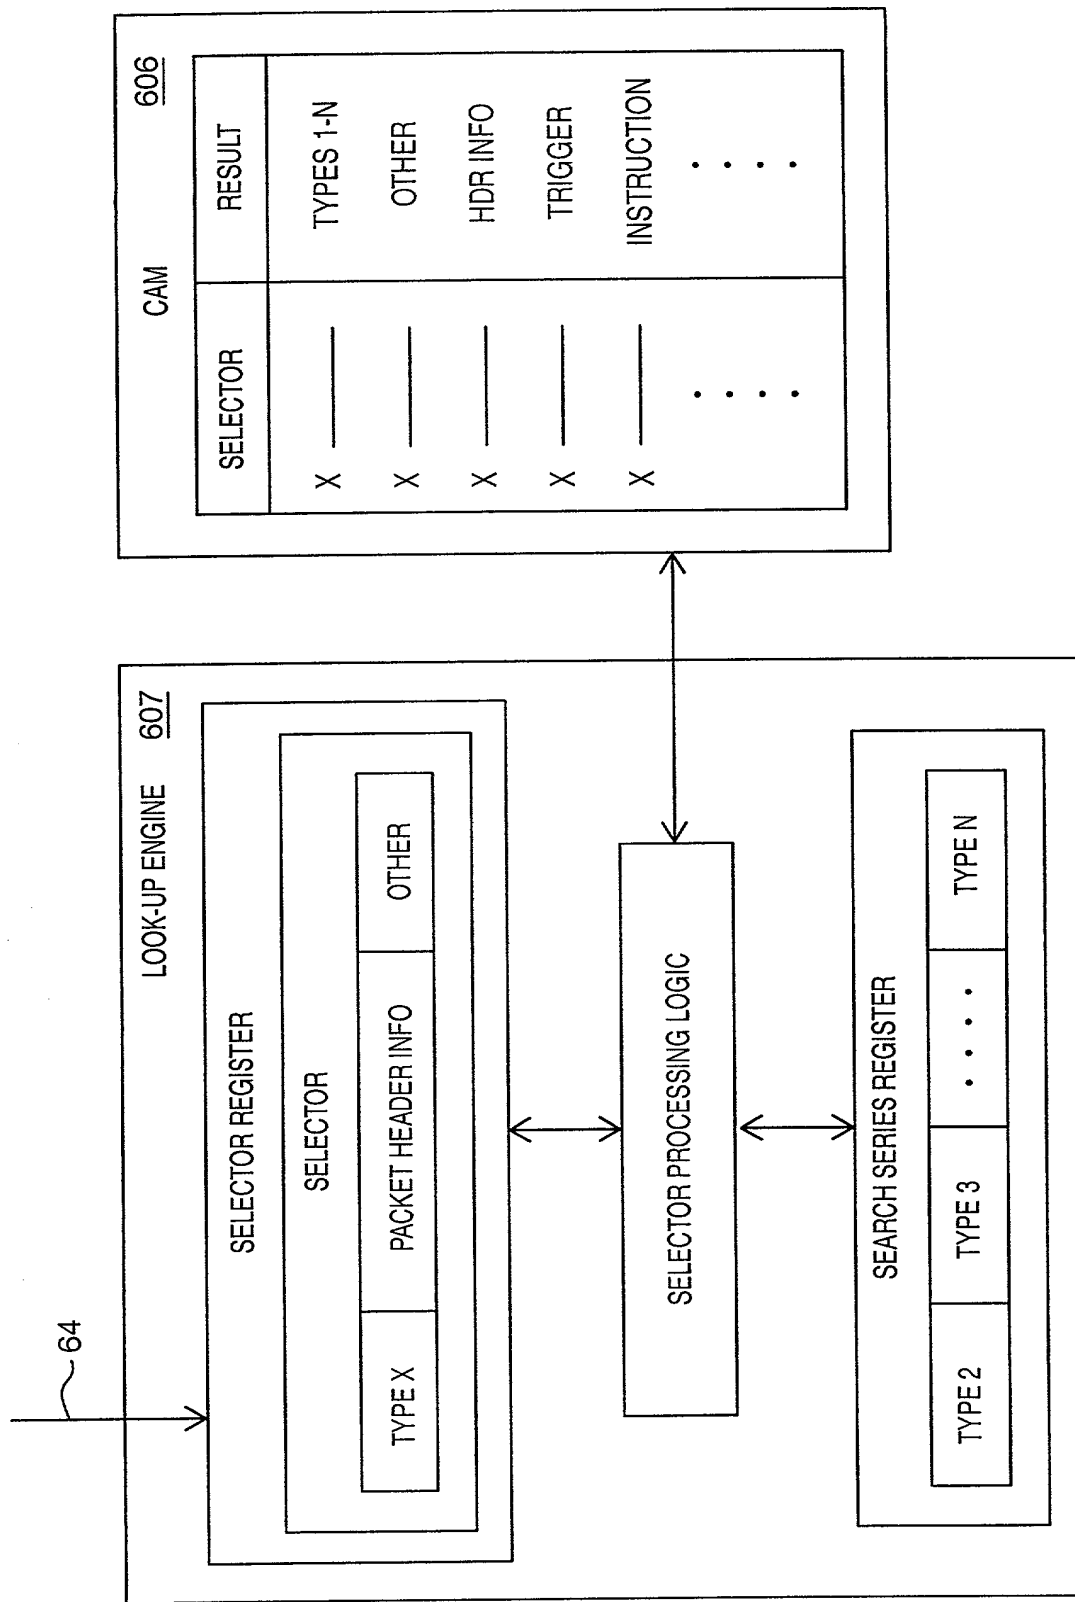 LOOK-UP ENGINE 607
64
SELECTOR REGISTER
SELECTOR
TYPE X
PACKET HEADER INFO
OTHER
SELECTOR PROCESSING LOGIC
SEARCH SERIES REGISTER
TYPE 2
TYPE 3
. . . .
TYPE N
CAM 606
SELECTOR RESULT
X —— TYPES 1-N
X —— OTHER
X —— HDR INFO
X —— TRIGGER
X —— INSTRUCTION
. . . . . . . .